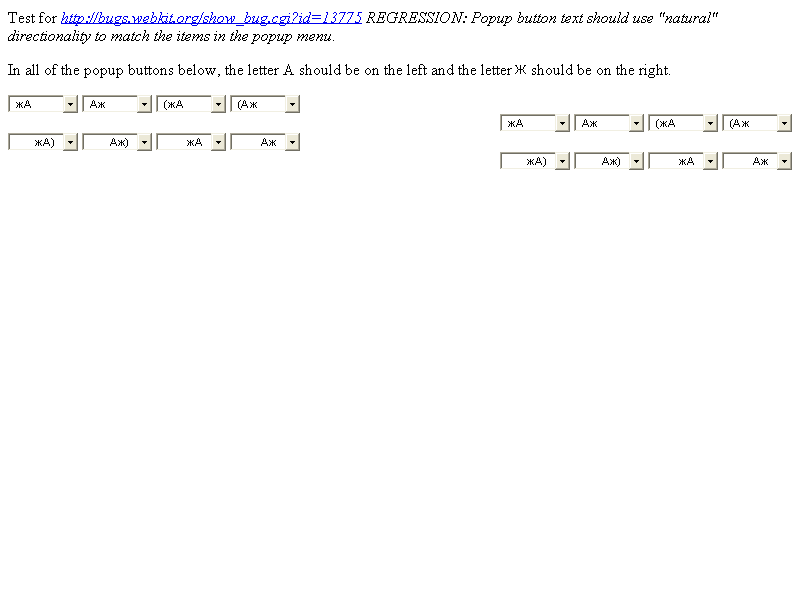 Test for http://bugs.webkit.org/show_bug.cgi?id=13775 REGRESSION: Popup button text should use "natural"
directionality to match the items in the popup menu.
In all of the popup buttons below, the letter A should be on the left and the letter Ж should be on the right.
жA Aж (жA (Aж
жA Aж (жA (Aж
жA) Aж) жA Aж
жA) Aж) жA Aж